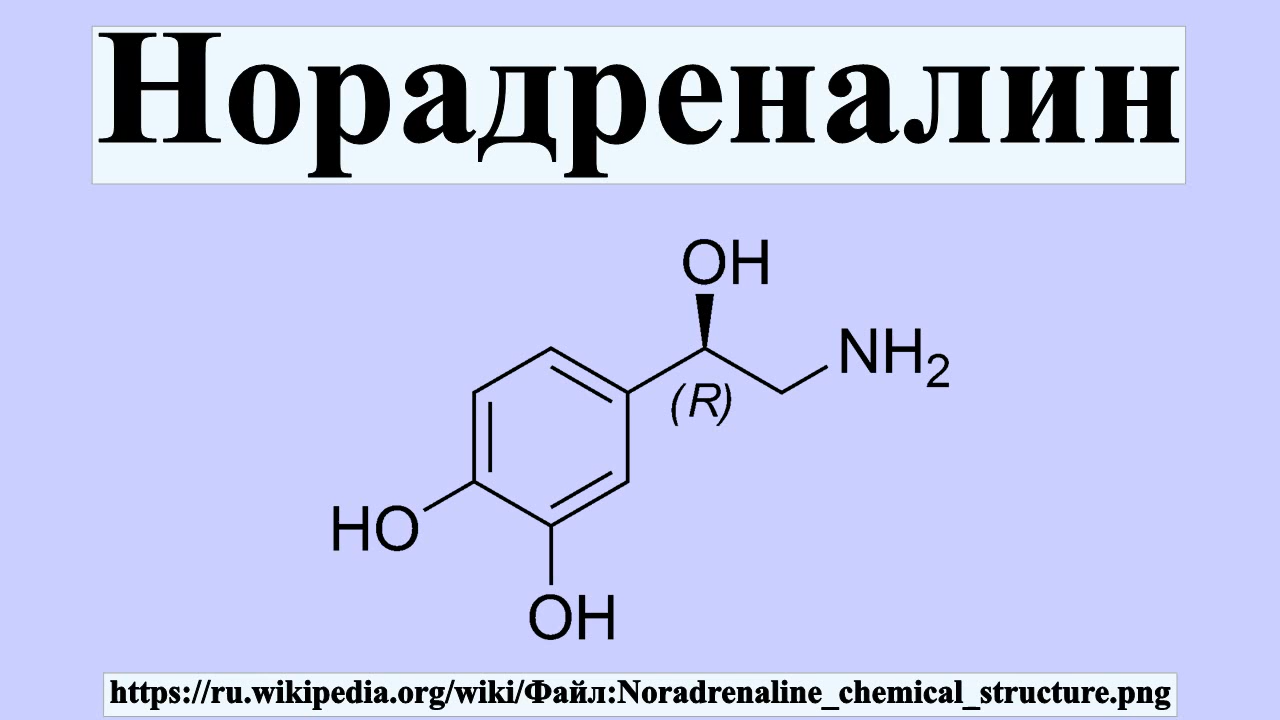 Норадреналин
OH
NH2
(R)
HO
OH
https://ru.wikipedia.org/wiki/Файл:Noradrenaline_chemical_structure.png